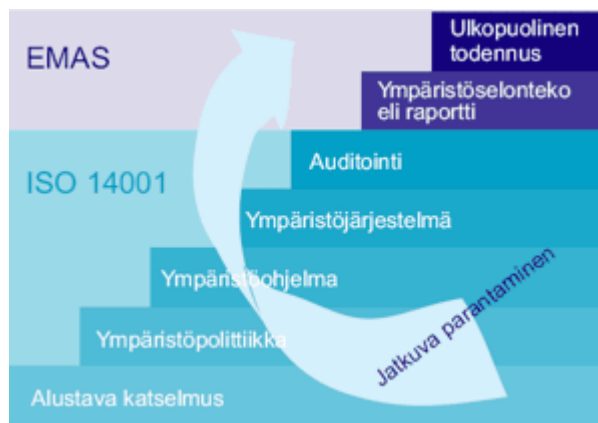 EMAS
Ulkopuolinen
todennus
Ympäristöselonteko
eli raportti
ISO 14001
Auditointi
Ympäristöjärjestelmä
Ympäristöohjelma
Ympäristöpolittiikka
Alustava katselmus
Jatkuva parantaminen